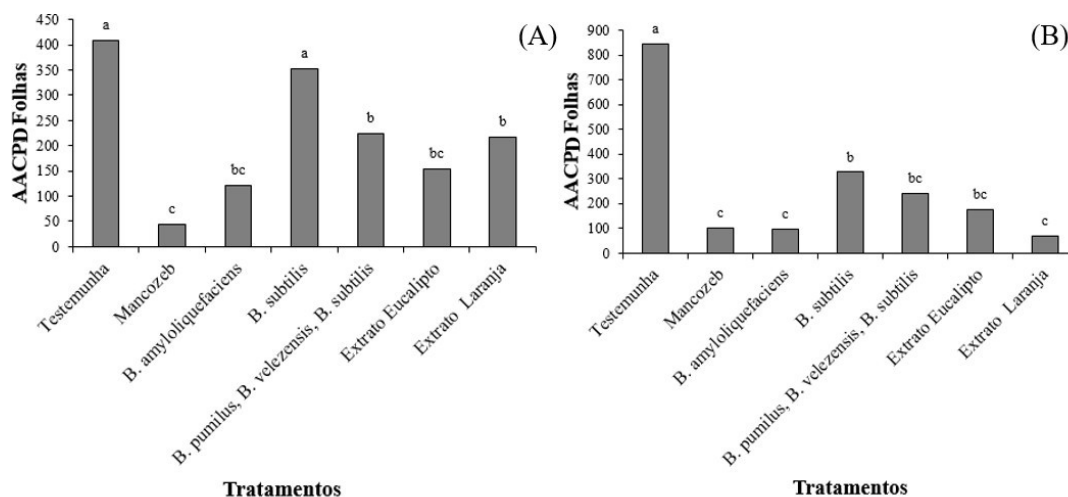 (A)
AACPD Folhas
450
400
350
300
250
200
150
100
50
0
a
c
bc
a
b
bc
b
Testemunha
Mancozeb
B. amyloliquefaciens
B. subtilis
B. pumilus, B. velezensis, B. subtilis
Extrato Eucalipto
Extrato Laranja
Tratamentos
(B)
AACPD Folhas
900
800
700
600
500
400
300
200
100
0
a
c
c
b
bc
bc
c
Testemunha
Mancozeb
B. amyloliquefaciens
B. subtilis
B. pumilus, B. velezensis, B. subtilis
Extrato Eucalipto
Extrato Laranja
Tratamentos